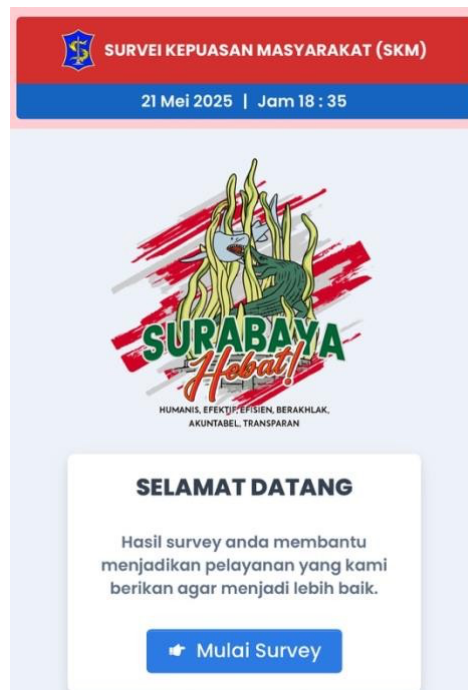 SURVEI KEPUASAN MASYARAKAT (SKM)
21 Mei 2025 | Jam 18 : 35
SURABAYA
Hebat!
HUMANIS, EFEKTIF, EFISIEN, BERAKHLAK,
AKUNTABEL, TRANSPARAN
SELAMAT DATANG
Hasil survey anda membantu
menjadikan pelayanan yang kami
berikan agar menjadi lebih baik.
Mulai Survey